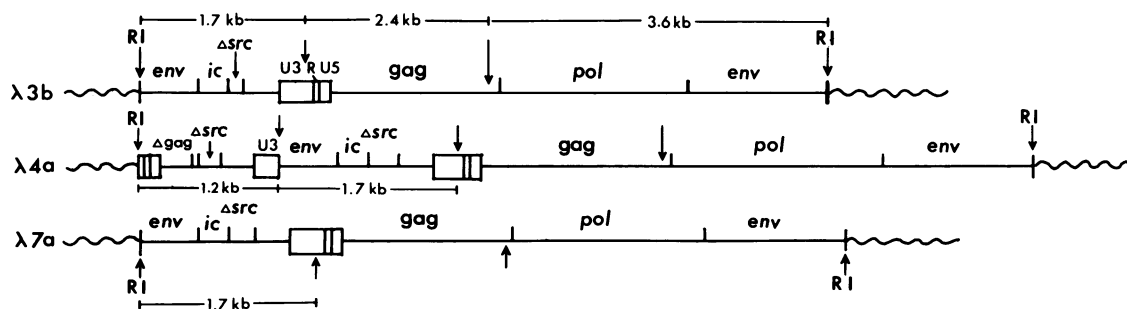 1.7 kb 2.4 kb 3.6 kb
RI Δsrc RI
env ic U3 R U5 gag pol env
λ3b
RI Δgag Δsrc U3 env ic Δsrc gag pol env RI
λ4a
1.2 kb 1.7 kb
env ic Δsrc gag pol env
λ7a
RI RI
1.7 kb